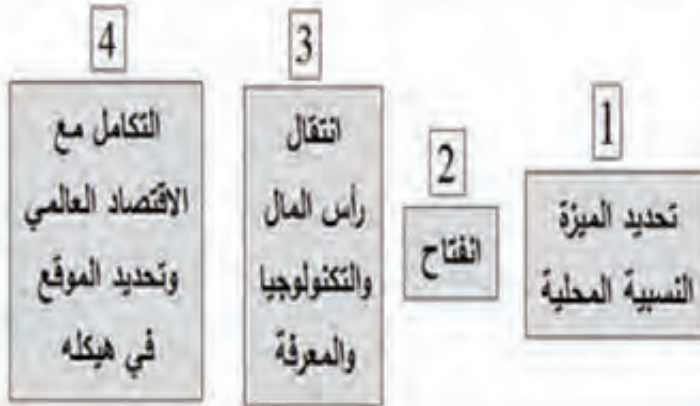 1
تحديد الميزة
النسبية المحلية
2
انفتاح
3
انتقال
رأس المال
والتكنولوجيا
والمعرفة
4
التكامل مع
الاقتصاد العالمي
وتحديد الموقع
في هيكله